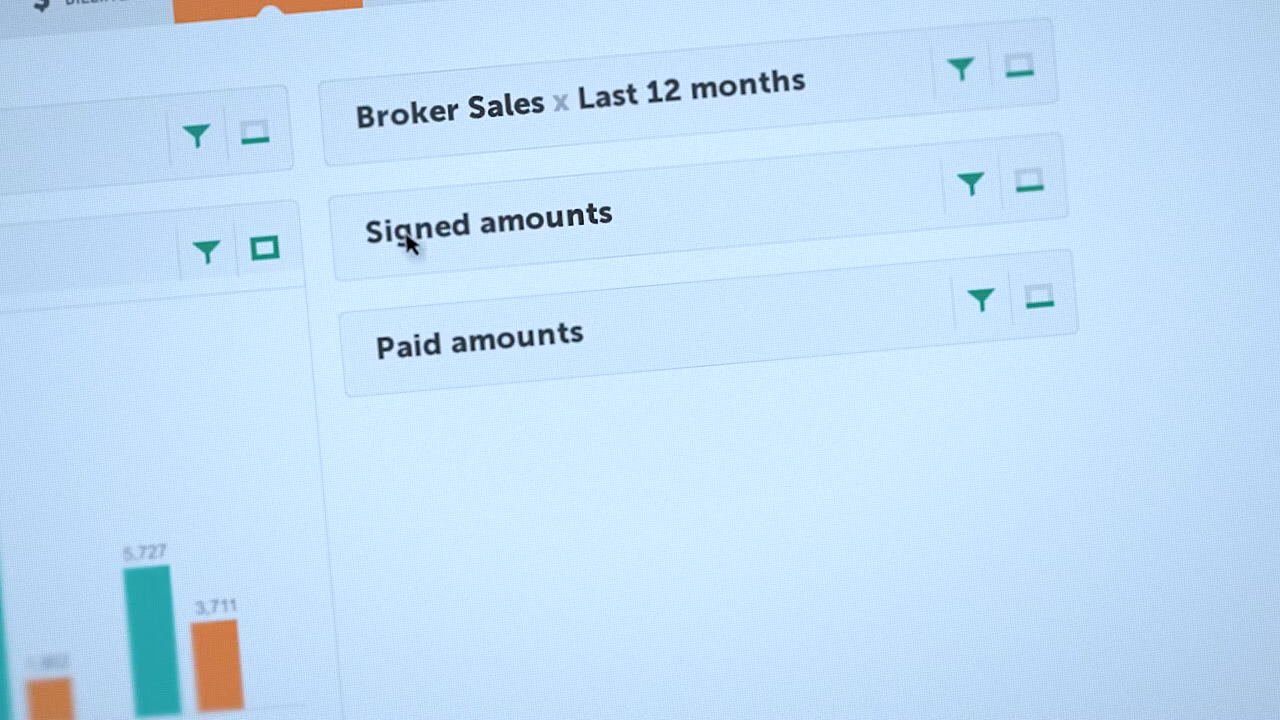 $
Broker Sales x Last 12 months
Signed amounts
Paid amounts
5.727
3.711